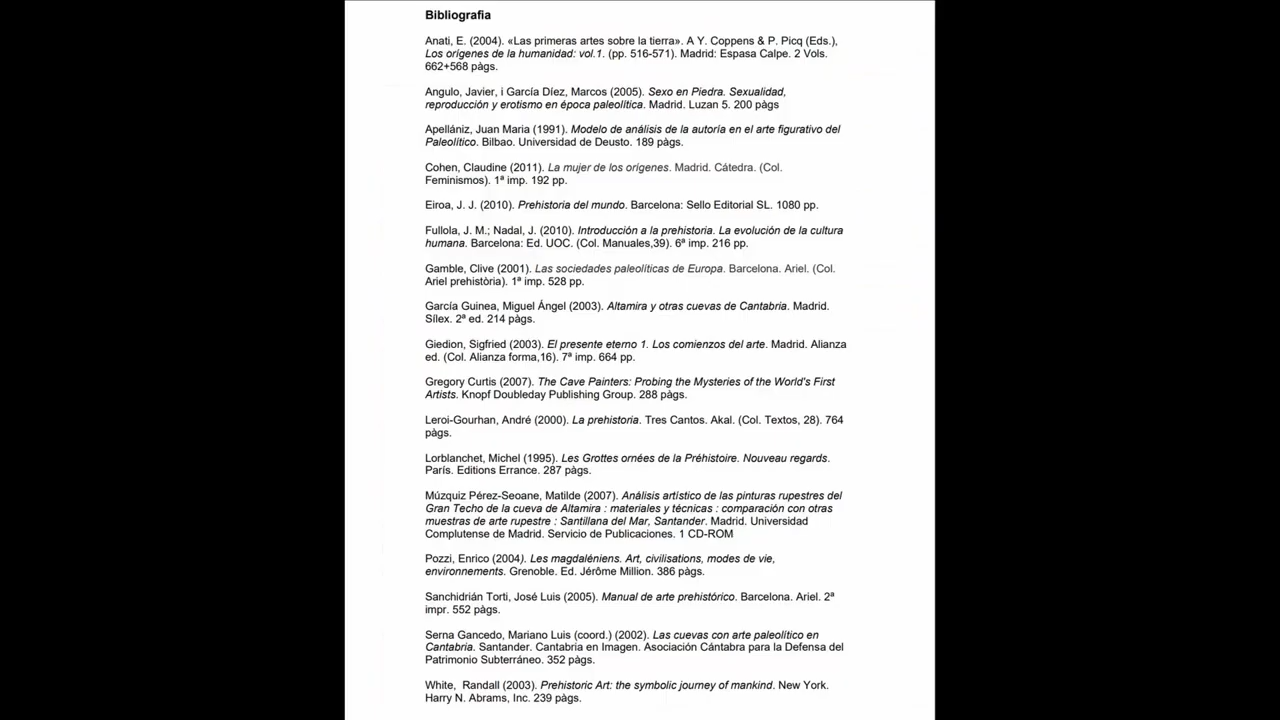 Bibliografia
Anati, E. (2004). «Las primeras artes sobre la tierra». A Y. Coppens & P. Picq (Eds.),
Los orígenes de la humanidad: vol.1. (pp. 516-571). Madrid: Espasa Calpe. 2 Vols.
662+568 pàgs.
Angulo, Javier, i García Díez, Marcos (2005). Sexo en Piedra. Sexualidad,
reproducción y erotismo en época paleolítica. Madrid. Luzan 5. 200 pàgs
Apellániz, Juan Maria (1991). Modelo de análisis de la autoría en el arte figurativo del
Paleolítico. Bilbao. Universidad de Deusto. 189 pàgs.
Cohen, Claudine (2011). La mujer de los orígenes. Madrid. Cátedra. (Col.
Feminismos). 1ª imp. 192 pp.
Eiroa, J. J. (2010). Prehistoria del mundo. Barcelona: Sello Editorial SL. 1080 pp.
Fullola, J. M.; Nadal, J. (2010). Introducción a la prehistoria. La evolución de la cultura
humana. Barcelona: Ed. UOC. (Col. Manuales,39). 6ª imp. 216 pp.
Gamble, Clive (2001). Las sociedades paleolíticas de Europa. Barcelona. Ariel. (Col.
Ariel prehistòria). 1ª imp. 528 pp.
García Guinea, Miguel Ángel (2003). Altamira y otras cuevas de Cantabria. Madrid.
Sílex. 2ª ed. 214 pàgs.
Giedion, Sigfried (2003). El presente eterno 1. Los comienzos del arte. Madrid. Alianza
ed. (Col. Alianza forma,16). 7ª imp. 664 pp.
Gregory Curtis (2007). The Cave Painters: Probing the Mysteries of the World's First
Artists. Knopf Doubleday Publishing Group. 288 pàgs.
Leroi-Gourhan, André (2000). La prehistoria. Tres Cantos. Akal. (Col. Textos, 28). 764
pàgs.
Lorblanchet, Michel (1995). Les Grottes ornées de la Préhistoire. Nouveau regards.
París. Editions Errance. 287 pàgs.
Múzquiz Pérez-Seoane, Matilde (2007). Análisis artístico de las pinturas rupestres del
Gran Techo de la cueva de Altamira : materiales y técnicas : comparación con otras
muestras de arte rupestre : Santillana del Mar, Santander. Madrid. Universidad
Complutense de Madrid. Servicio de Publicaciones. 1 CD-ROM
Pozzi, Enrico (2004). Les magdaléniens. Art, civilisations, modes de vie,
environnements. Grenoble. Ed. Jérôme Million. 386 pàgs.
Sanchidrián Torti, José Luis (2005). Manual de arte prehistórico. Barcelona. Ariel. 2ª
impr. 552 pàgs.
Serna Gancedo, Mariano Luis (coord.) (2002). Las cuevas con arte paleolítico en
Cantabria. Santander. Cantabria en Imagen. Asociación Cántabra para la Defensa del
Patrimonio Subterráneo. 352 pàgs.
White, Randall (2003). Prehistoric Art: the symbolic journey of mankind. New York.
Harry N. Abrams, Inc. 239 pàgs.